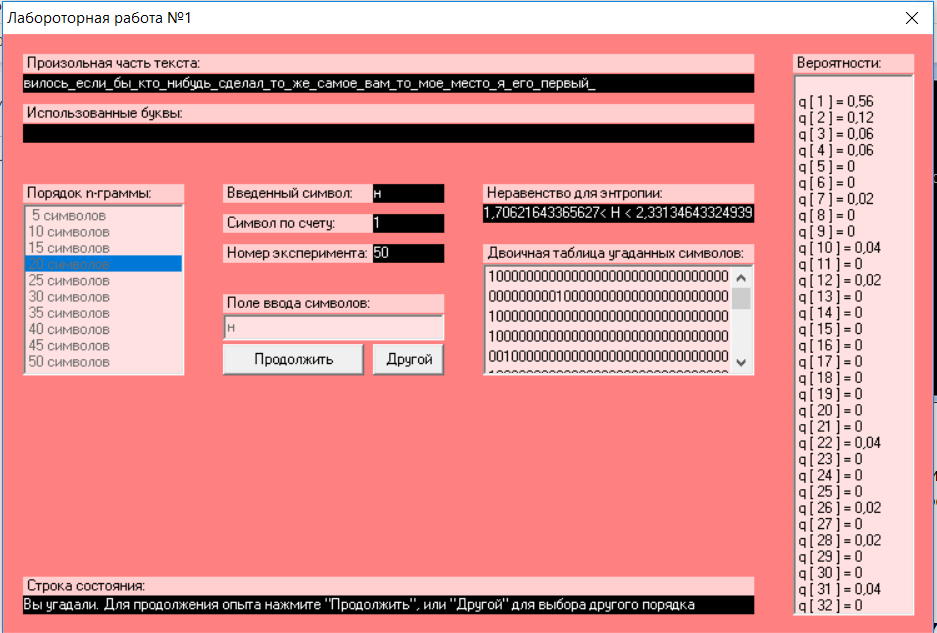 Лабороторная работа №1
Произольная часть текста:
вилось_если_бы_кто_нибудь_сделал_то_же_самое_вам_то_мое_место_я_его_первый_
Использованные буквы:
Порядок n-граммы:
5 символов
10 символов
15 символов
20 символов
25 символов
30 символов
35 символов
40 символов
45 символов
50 символов
Введенный символ: н
Символ по счету: 1
Номер эксперимента: 50
Поле ввода символов:
н
Продолжить
Другой
Неравенство для энтропии:
1,70621643365627< H < 2,33134643324939
Двоичная таблица угаданных символов:
10000000000000000000000000000000
00000000010000000000000000000000
10000000000000000000000000000000
10000000000000000000000000000000
00100000000000000000000000000000
Вероятности:
q [ 1 ] = 0,56
q [ 2 ] = 0,12
q [ 3 ] = 0,06
q [ 4 ] = 0,06
q [ 5 ] = 0
q [ 6 ] = 0
q [ 7 ] = 0,02
q [ 8 ] = 0
q [ 9 ] = 0
q [ 10 ] = 0,04
q [ 11 ] = 0
q [ 12 ] = 0,02
q [ 13 ] = 0
q [ 14 ] = 0
q [ 15 ] = 0
q [ 16 ] = 0
q [ 17 ] = 0
q [ 18 ] = 0
q [ 19 ] = 0
q [ 20 ] = 0
q [ 21 ] = 0
q [ 22 ] = 0,04
q [ 23 ] = 0
q [ 24 ] = 0
q [ 25 ] = 0
q [ 26 ] = 0,02
q [ 27 ] = 0
q [ 28 ] = 0,02
q [ 29 ] = 0
q [ 30 ] = 0
q [ 31 ] = 0,04
q [ 32 ] = 0
Строка состояния:
Вы угадали. Для продолжения опыта нажмите "Продолжить", или "Другой" для выбора другого порядка